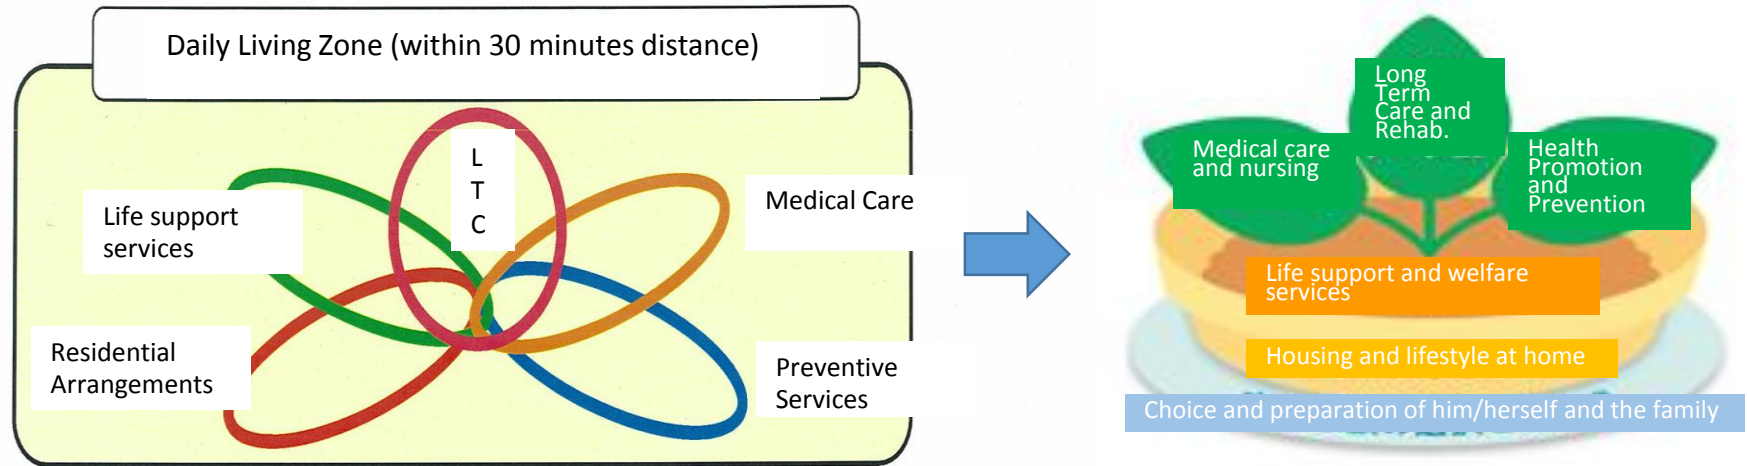 Daily Living Zone (within 30 minutes distance)
L
T
C
Life support
services
Medical Care
Residential
Arrangements
Preventive
Services
Long
Term
Care and
Rehab.
Medical care
and nursing
Health
Promotion
and
Prevention
Life support and welfare
services
Housing and lifestyle at home
Choice and preparation of him/herself and the family